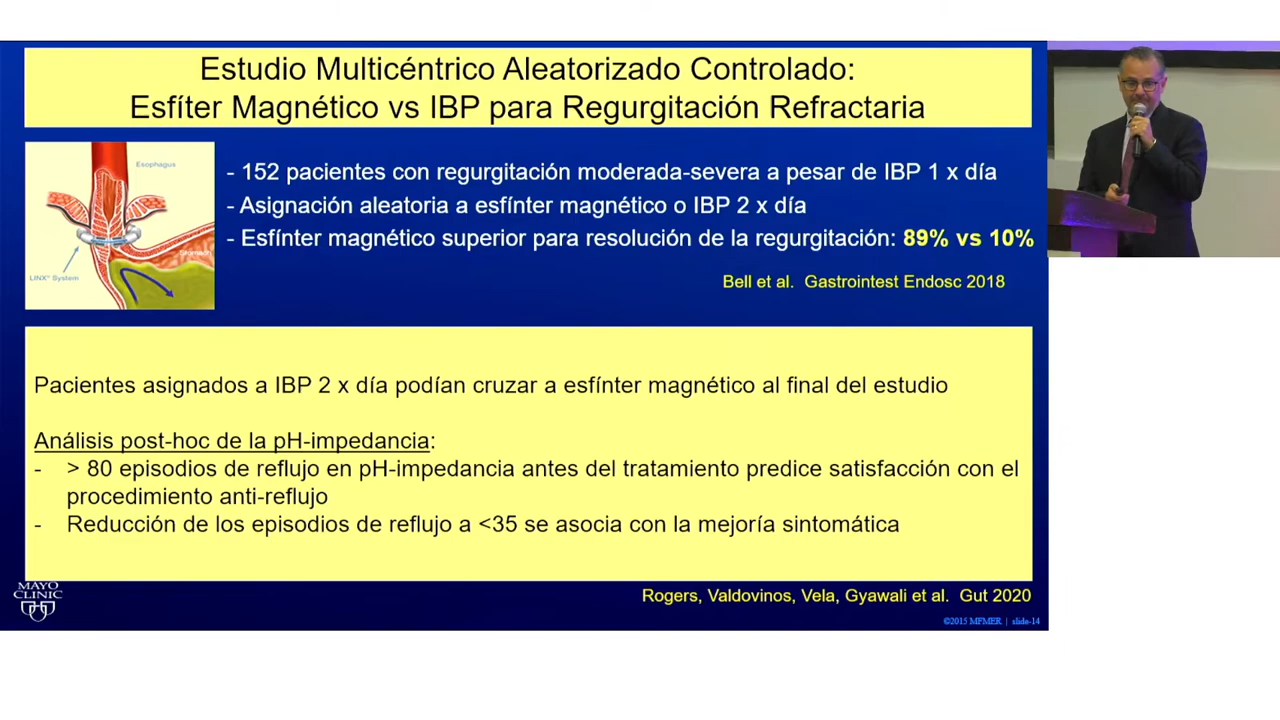 Estudio Multicéntrico Aleatorizado Controlado:
Esfíter Magnético vs IBP para Regurgitación Refractaria
Esophagus
Stomach
LINX® System
- 152 pacientes con regurgitación moderada-severa a pesar de IBP 1 x día
- Asignación aleatoria a esfínter magnético o IBP 2 x día
- Esfínter magnético superior para resolución de la regurgitación: 89% vs 10%
Bell et al. Gastrointest Endosc 2018
Pacientes asignados a IBP 2 x día podían cruzar a esfínter magnético al final del estudio
Análisis post-hoc de la pH-impedancia:
- > 80 episodios de reflujo en pH-impedancia antes del tratamiento predice satisfacción con el
procedimiento anti-reflujo
- Reducción de los episodios de reflujo a <35 se asocia con la mejoría sintomática
MAYO
CLINIC
Rogers, Valdovinos, Vela, Gyawali et al. Gut 2020
©2015 MFMER | slide-14